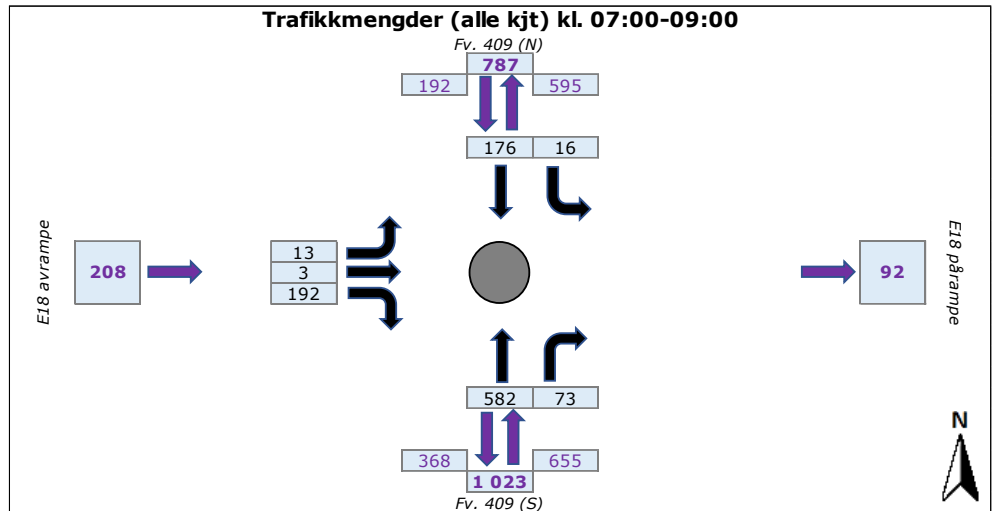 Trafikkmengder (alle kjt) kl. 07:00-09:00
Fv. 409 (N)
787
192
595
176
16
E18 avrampe
208
13
3
192
92
E18 pårampe
582
73
368
655
1 023
Fv. 409 (S)
N